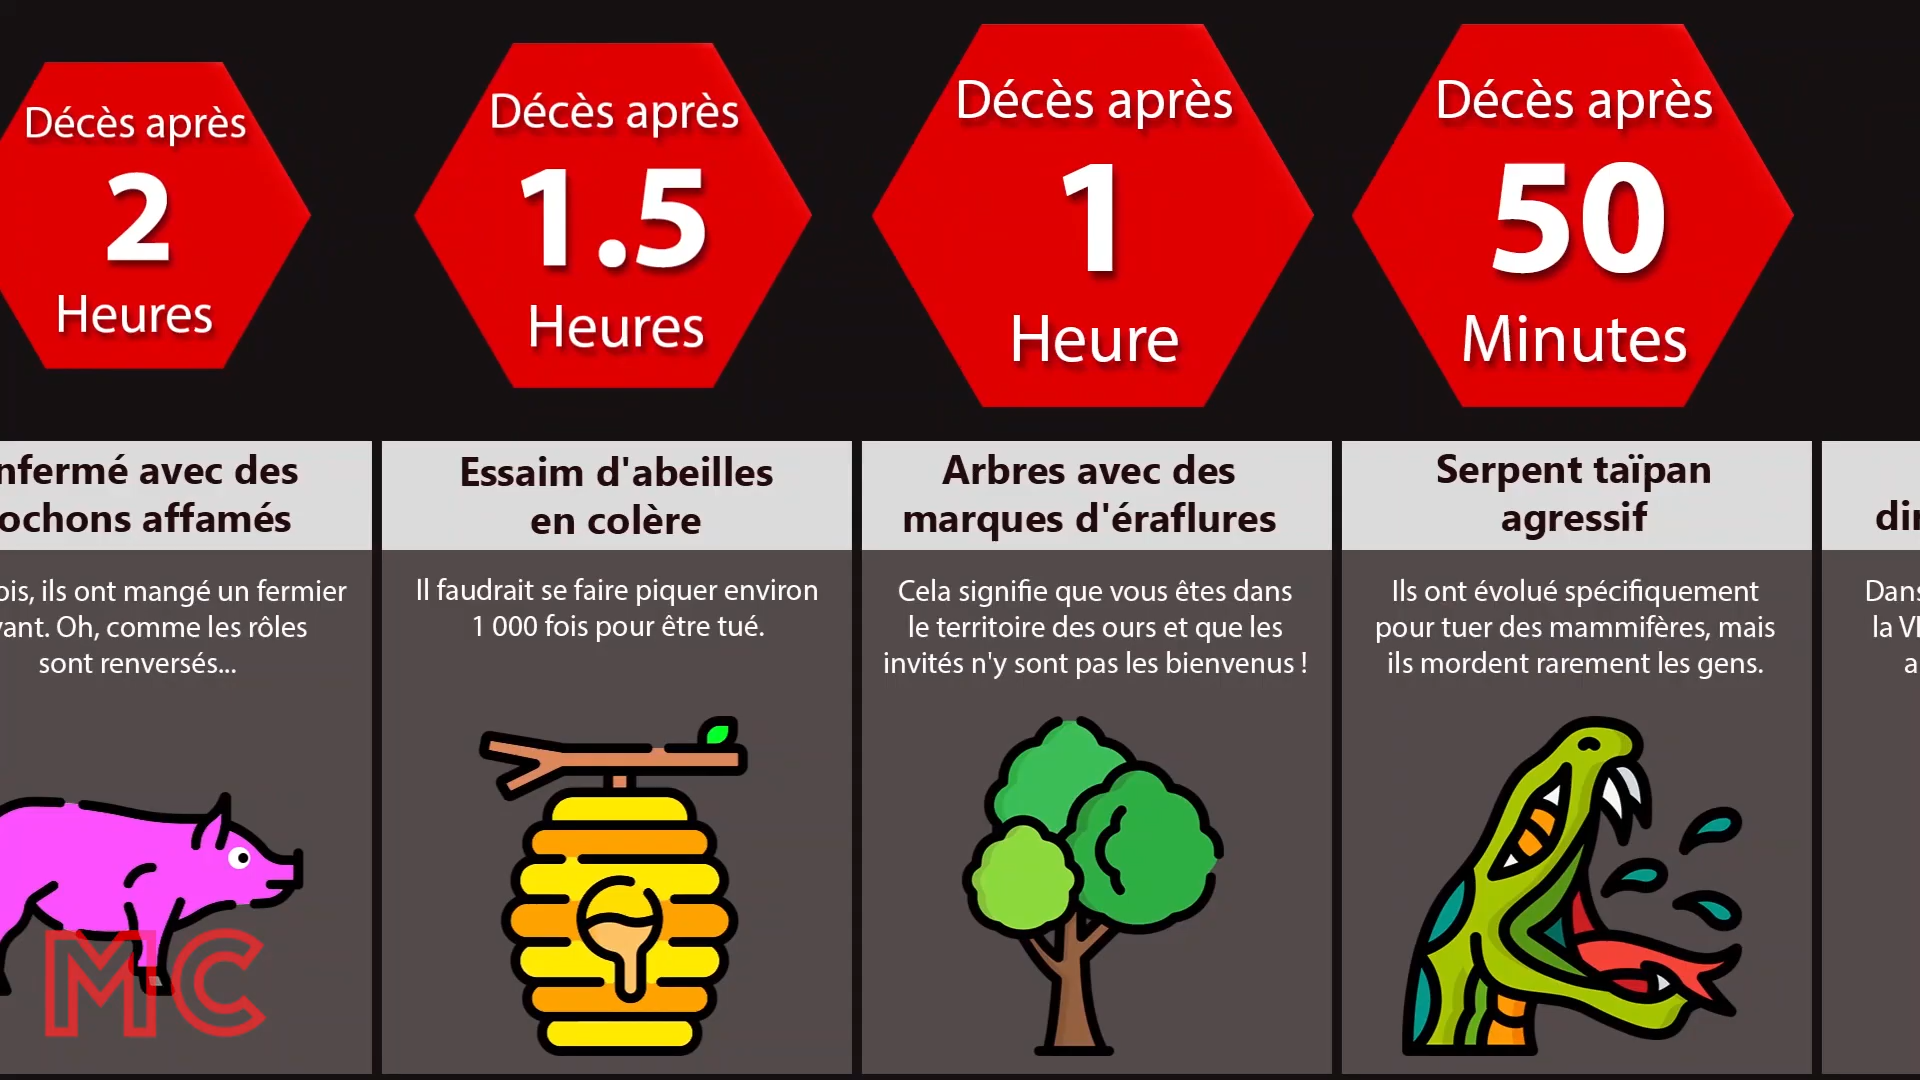 Décès après
2
Heures
nfermé avec des
ochons affamés
ois, ils ont mangé un fermier
vant. Oh, comme les rôles
sont renversés...
MC
Décès après
1.5
Heures
Essaim d'abeilles
en colère
Il faudrait se faire piquer environ
1 000 fois pour être tué.
Décès après
1
Heure
Arbres avec des
marques d'éraflures
Cela signifie que vous êtes dans
le territoire des ours et que les
invités n'y sont pas les bienvenus !
Décès après
50
Minutes
Serpent taïpan
agressif
Ils ont évolué spécifiquement
pour tuer des mammifères, mais
ils mordent rarement les gens.
Dans
la
a